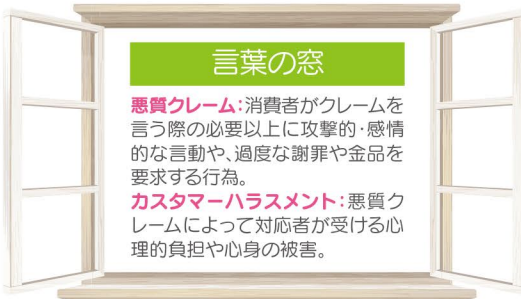 言葉の窓
悪質クレーム:消費者がクレームを
言う際の必要以上に攻撃的・感情
的な言動や、過度な謝罪や金品を
要求する行為。
カスタマーハラスメント:悪質ク
レームによって対応者が受ける心
理的負担や心身の被害。